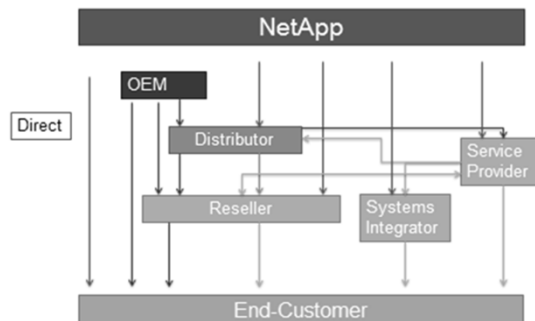 NetApp
OEM
Direct
Distributor
Service
Provider
Reseller
Systems
Integrator
End-Customer